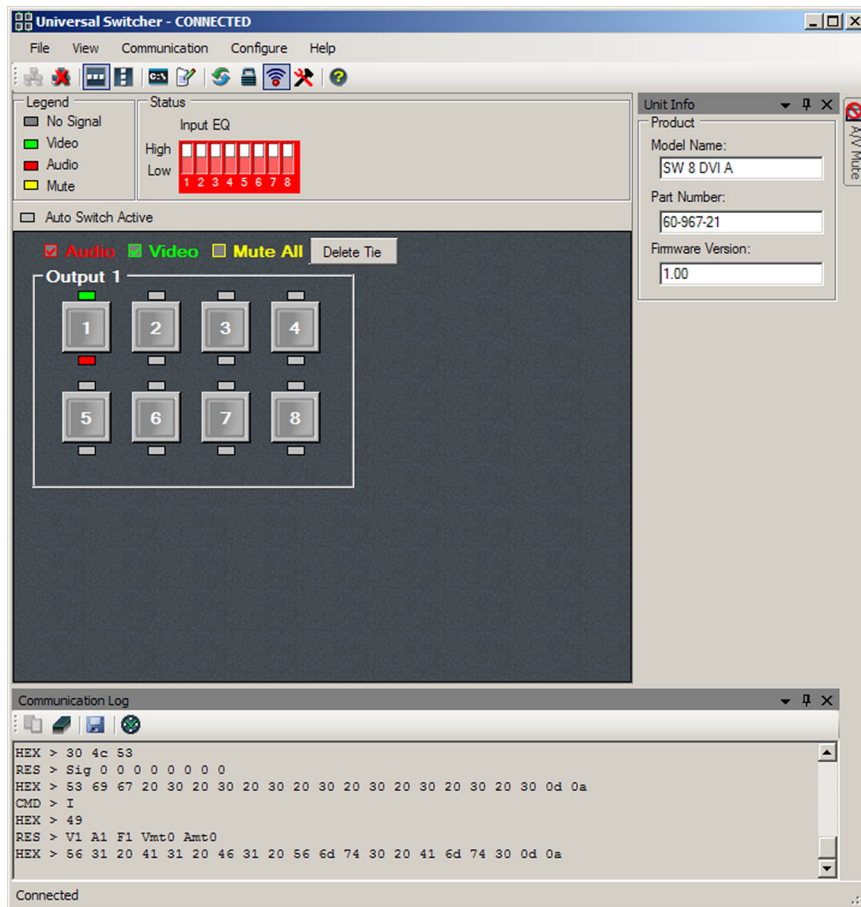 Universal Switcher - CONNECTED
File View Communication Configure Help
C:\
Legend
No Signal
Video
Audio
Mute
Status
Input EQ
High
Low
1 2 3 4 5 6 7 8
Auto Switch Active
Audio Video Mute All Delete Tie
Output 1
1 2 3 4
5 6 7 8
Unit Info
Product
Model Name:
SW 8 DVI A
Part Number:
60-967-21
Firmware Version:
1.00
A/V Mute
Communication Log
HEX > 30 4c 53
RES > Sig 0 0 0 0 0 0 0 0
HEX > 53 69 67 20 30 20 30 20 30 20 30 20 30 20 30 20 30 20 30 0d 0a
CMD > I
HEX > 49
RES > V1 A1 F1 Vmt0 Amt0
HEX > 56 31 20 41 31 20 46 31 20 56 6d 74 30 20 41 6d 74 30 0d 0a
Connected